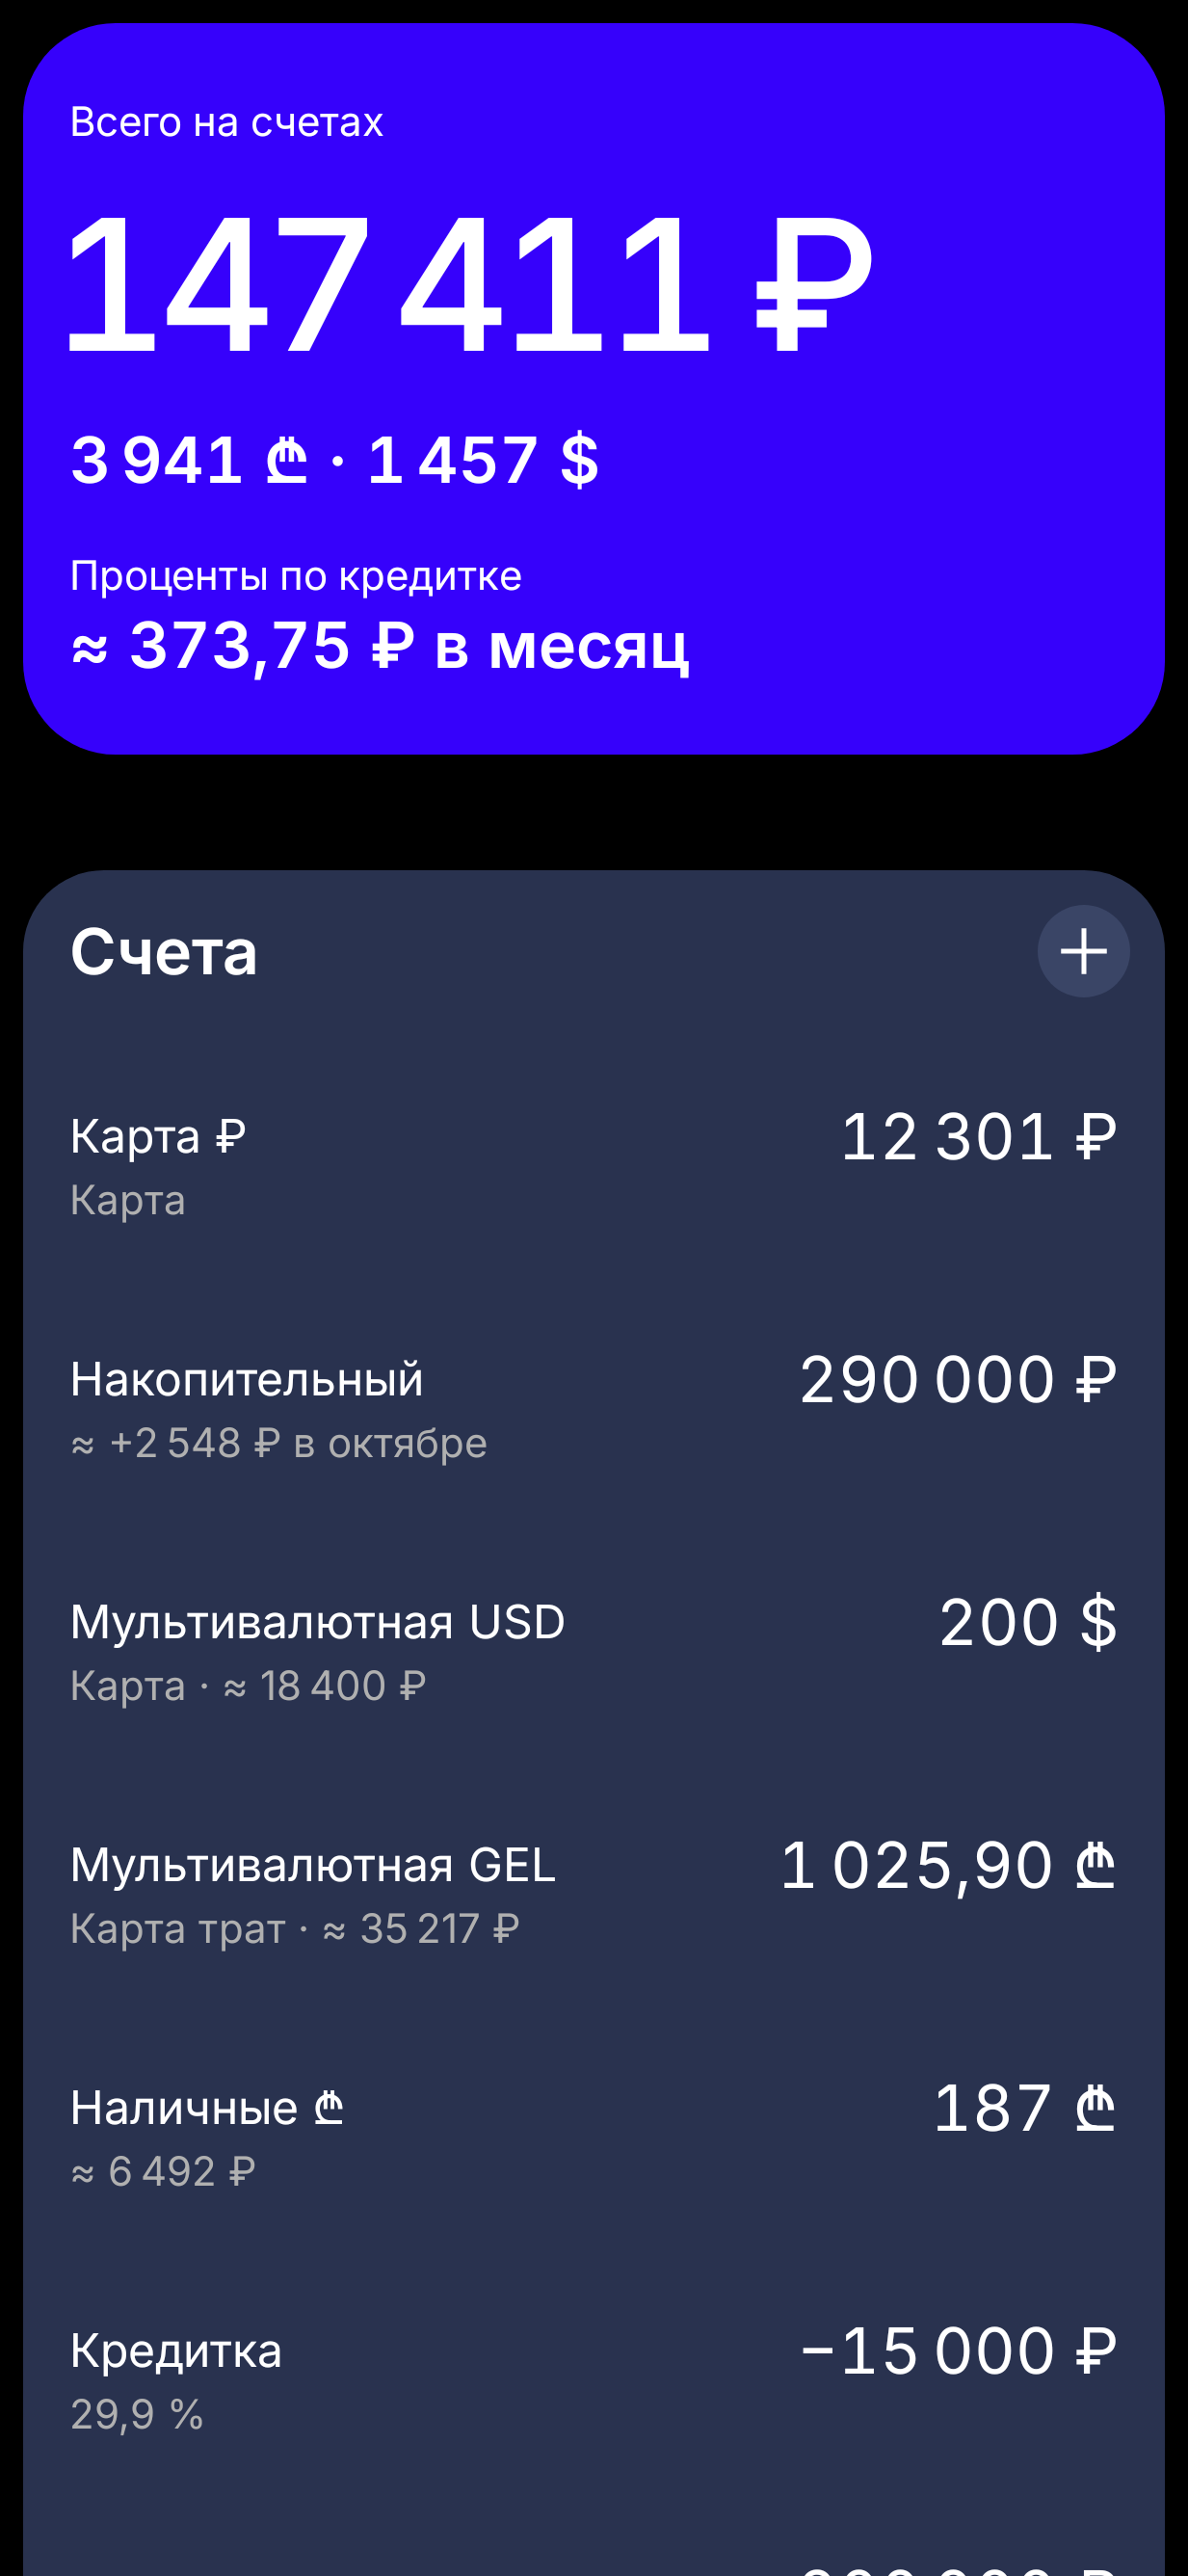 Всего на счетах
147 411 ₽
3 941 ₾ · 1 457 $
Проценты по кредитке
≈ 373,75 ₽ в месяц
Счета
Карта ₽
12 301 ₽
Карта
Накопительный
290 000 ₽
≈ +2 548 ₽ в октябре
Мультивалютная USD
200 $
Карта · ≈ 18 400 ₽
Мультивалютная GEL
1 025,90 ₾
Карта трат · ≈ 35 217 ₽
Наличные ₾
187 ₾
≈ 6 492 ₽
Кредитка
−15 000 ₽
29,9 %